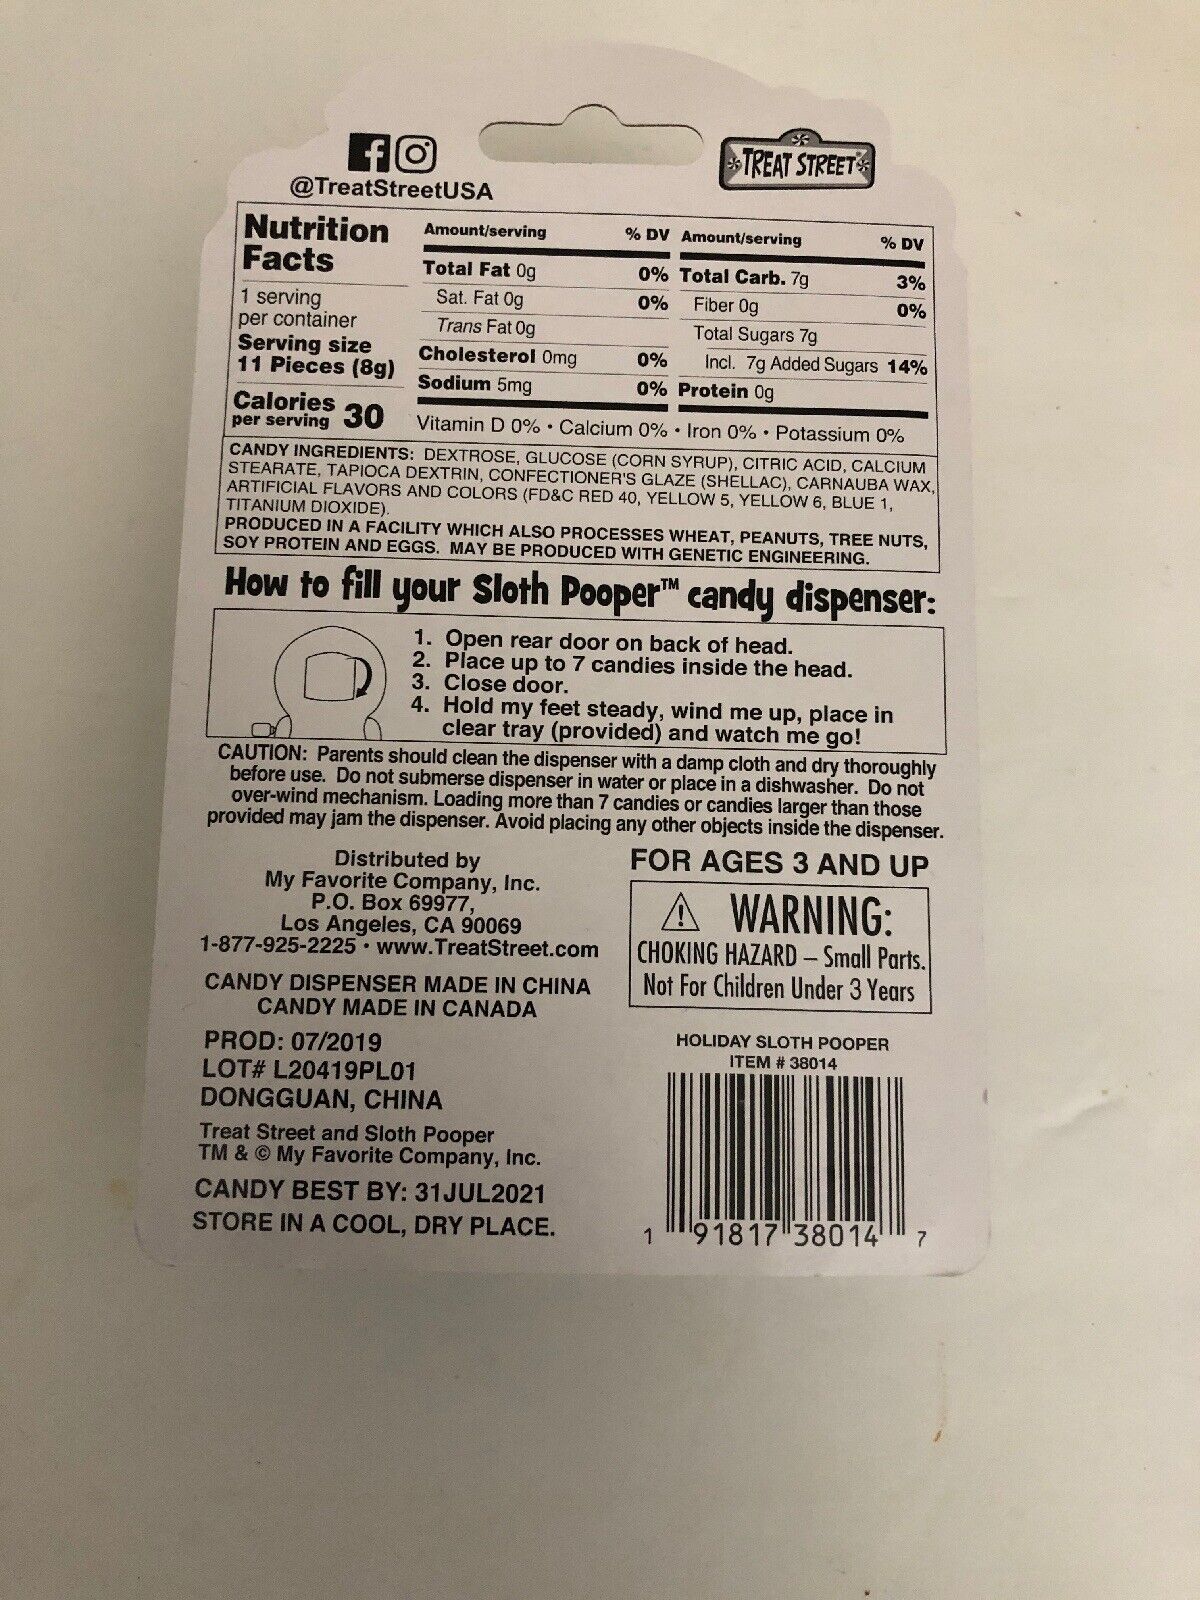 @TreatStreetUSA
TREAT STREET
Nutrition
Facts
1 serving
per container
Serving size
11 Pieces (8g)
Calories
per serving 30
Amount/serving % DV
Total Fat 0g 0%
Sat. Fat 0g 0%
Trans Fat 0g
Cholesterol 0mg 0%
Sodium 5mg 0%
Amount/serving % DV
Total Carb. 7g 3%
Fiber 0g 0%
Total Sugars 7g
Incl. 7g Added Sugars 14%
Protein 0g
Vitamin D 0% • Calcium 0% • Iron 0% • Potassium 0%
CANDY INGREDIENTS: DEXTROSE, GLUCOSE (CORN SYRUP), CITRIC ACID, CALCIUM
STEARATE, TAPIOCA DEXTRIN, CONFECTIONER'S GLAZE (SHELLAC), CARNAUBA WAX,
ARTIFICIAL FLAVORS AND COLORS (FD&C RED 40, YELLOW 5, YELLOW 6, BLUE 1,
TITANIUM DIOXIDE).
PRODUCED IN A FACILITY WHICH ALSO PROCESSES WHEAT, PEANUTS, TREE NUTS,
SOY PROTEIN AND EGGS. MAY BE PRODUCED WITH GENETIC ENGINEERING.
How to fill your Sloth Pooper™ candy dispenser:
1. Open rear door on back of head.
2. Place up to 7 candies inside the head.
3. Close door.
4. Hold my feet steady, wind me up, place in
clear tray (provided) and watch me go!
CAUTION: Parents should clean the dispenser with a damp cloth and dry thoroughly
before use. Do not submerse dispenser in water or place in a dishwasher. Do not
over-wind mechanism. Loading more than 7 candies or candies larger than those
provided may jam the dispenser. Avoid placing any other objects inside the dispenser.
Distributed by
My Favorite Company, Inc.
P.O. Box 69977,
Los Angeles, CA 90069
1-877-925-2225 • www.TreatStreet.com
CANDY DISPENSER MADE IN CHINA
CANDY MADE IN CANADA
PROD: 07/2019
LOT# L20419PL01
DONGGUAN, CHINA
Treat Street and Sloth Pooper
TM & © My Favorite Company, Inc.
CANDY BEST BY: 31JUL2021
STORE IN A COOL, DRY PLACE.
FOR AGES 3 AND UP
WARNING:
CHOKING HAZARD – Small Parts.
Not For Children Under 3 Years
HOLIDAY SLOTH POOPER
ITEM # 38014
1 91817 38014 7